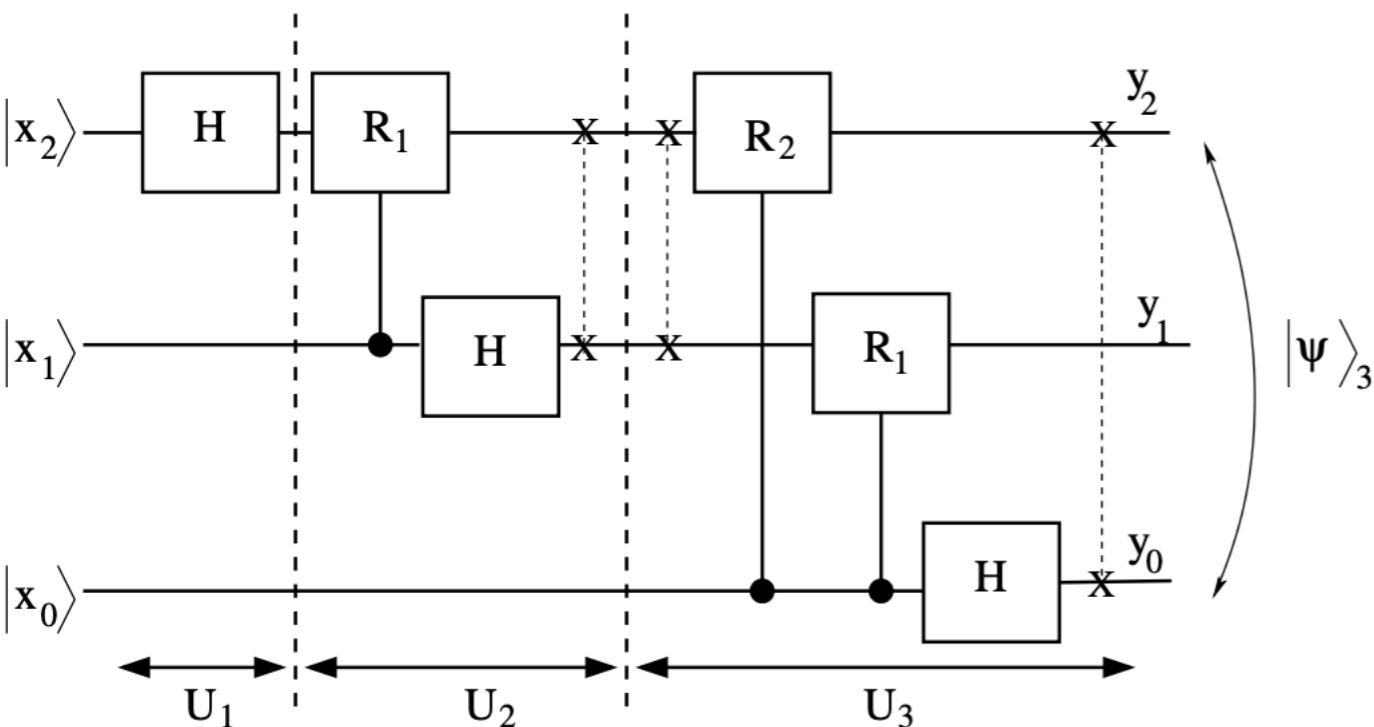 |x₂⟩ H R₁ X X R₂ X y₂
|x₁⟩ H X X R₁ y₁ |ψ⟩₃
|x₀⟩ H X y₀
U₁ U₂ U₃